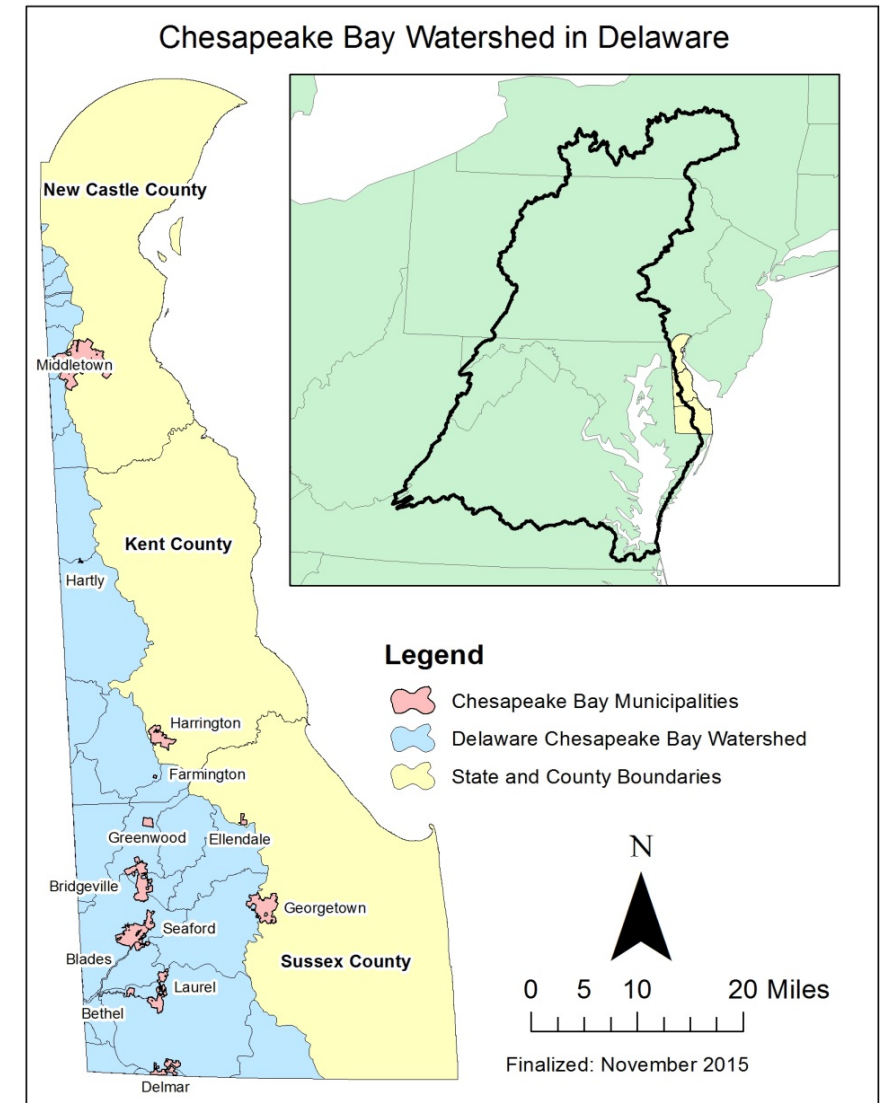 Chesapeake Bay Watershed in Delaware
New Castle County
Middletown
Kent County
Hartly
Harrington
Farmington
Greenwood
Ellendale
Bridgeville
Georgetown
Seaford
Blades
Sussex County
Laurel
Bethel
Delmar
Legend
Chesapeake Bay Municipalities
Delaware Chesapeake Bay Watershed
State and County Boundaries
N
0 5 10 20 Miles
Finalized: November 2015